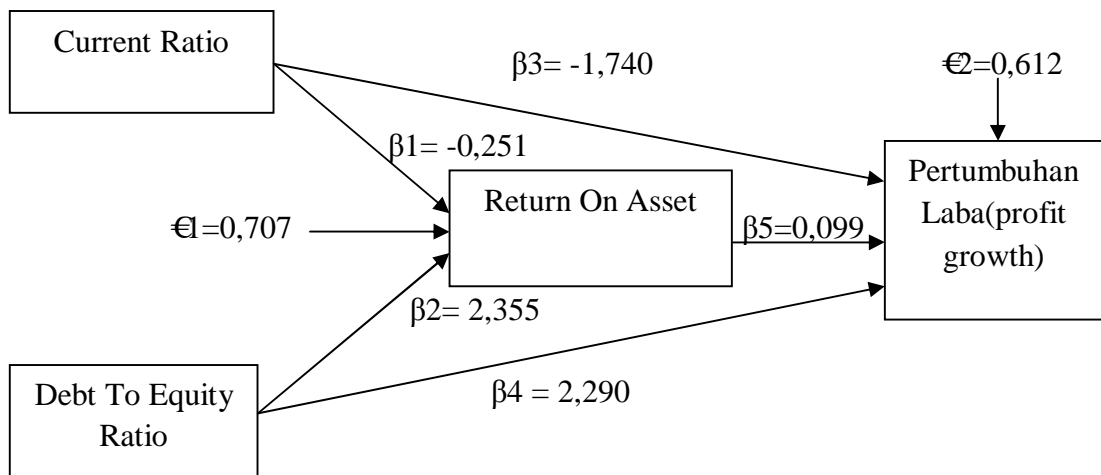 Current Ratio
β3= -1,740
€2=0,612
β1= -0,251
Pertumbuhan
Laba(profit
growth)
Return On Asset
€1=0,707
β5=0,099
β2= 2,355
Debt To Equity
Ratio
β4 = 2,290